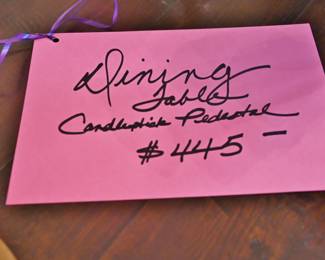 Dining
Table
Candlestick Pedestal
$445-